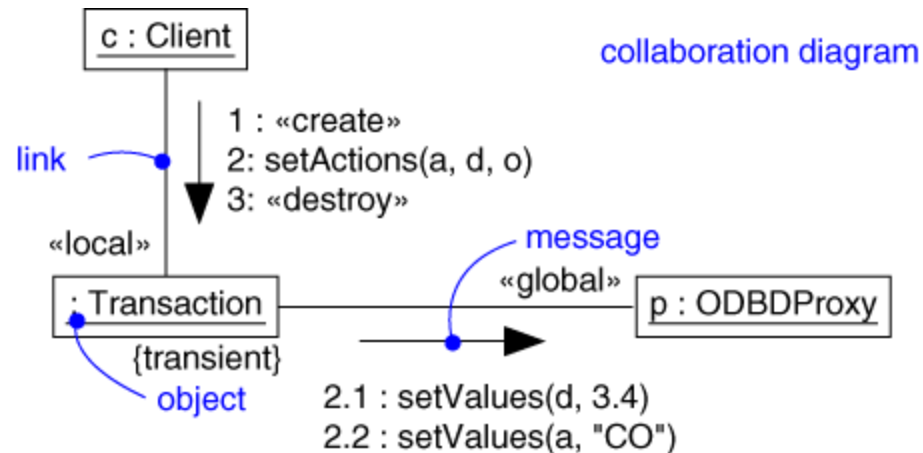 c : Client
collaboration diagram
1 : «create»
link
2: setActions(a, d, o)
3: «destroy»
«local»
message
«global»
: Transaction
p : ODBDProxy
{transient}
object
2.1 : setValues(d, 3.4)
2.2 : setValues(a, "CO")